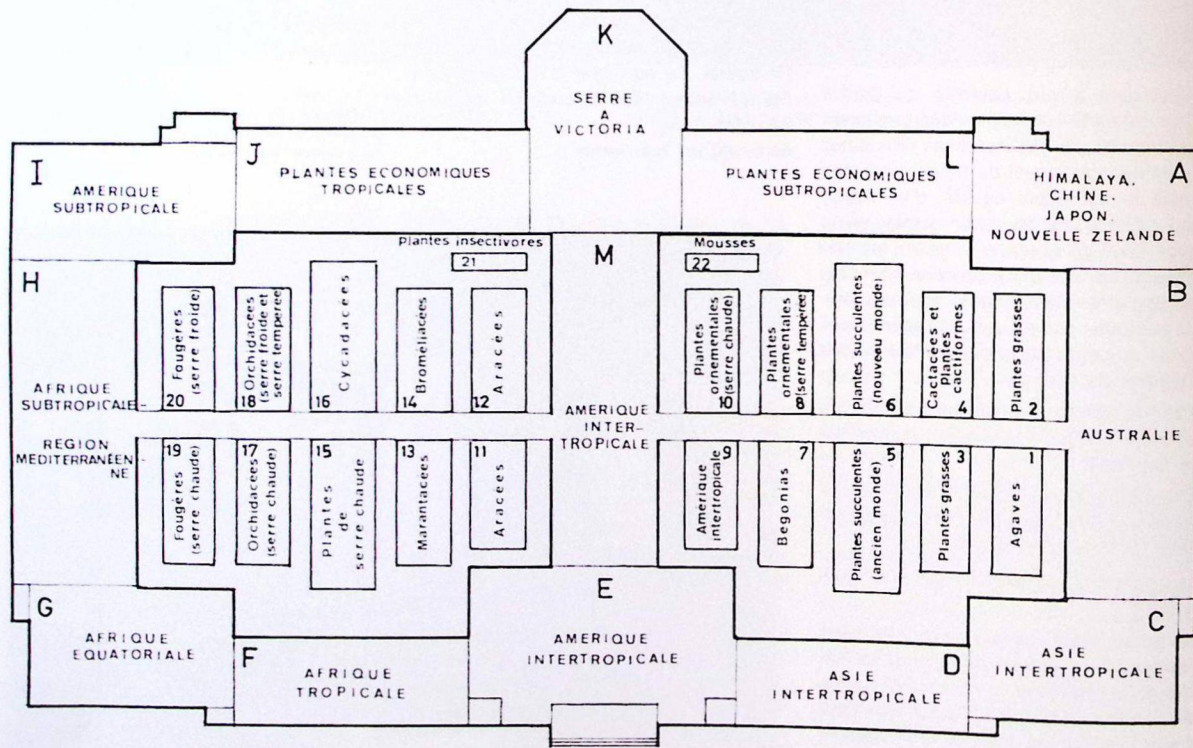 K
SERRE
A
VICTORIA
I
AMERIQUE
SUBTROPICALE
J
PLANTES ECONOMIQUES
TROPICALES
PLANTES ECONOMIQUES
SUBTROPICALES
L
A
HIMALAYA.
CHINE.
JAPON.
NOUVELLE ZELANDE
H
Plantes insectivores
21
M
Mousses
22
B
Fougères
(serre froide)
20
Orchidacées
(serre froide et
serre tempérée)
18
Cycadacées
16
Broméliacées
14
Aracées
12
Plantes
ornementales
(serre chaude)
10
Plantes
ornementales
(serre tempérée)
8
Plantes succulentes
(nouveau monde)
6
Cactacées et
Plantes
cactiformes
4
Plantes grasses
2
AFRIQUE
SUBTROPICALE
REGION
MEDITERRANÉEN-
NE
AMERIQUE
INTER-
TROPICALE
AUSTRALIE
19
Fougères
(serre chaude)
17
Orchidacées
(serre chaude)
15
Plantes
de
serre chaude
13
Marantacées
11
Aracées
9
Amérique
intertropicale
7
Begonias
5
Plantes succulentes
(ancien monde)
3
Plantes grasses
1
Agaves
G
AFRIQUE
EQUATORIALE
F
AFRIQUE
TROPICALE
E
AMERIQUE
INTERTROPICALE
D
ASIE
INTERTROPICALE
C
ASIE
INTERTROPICALE